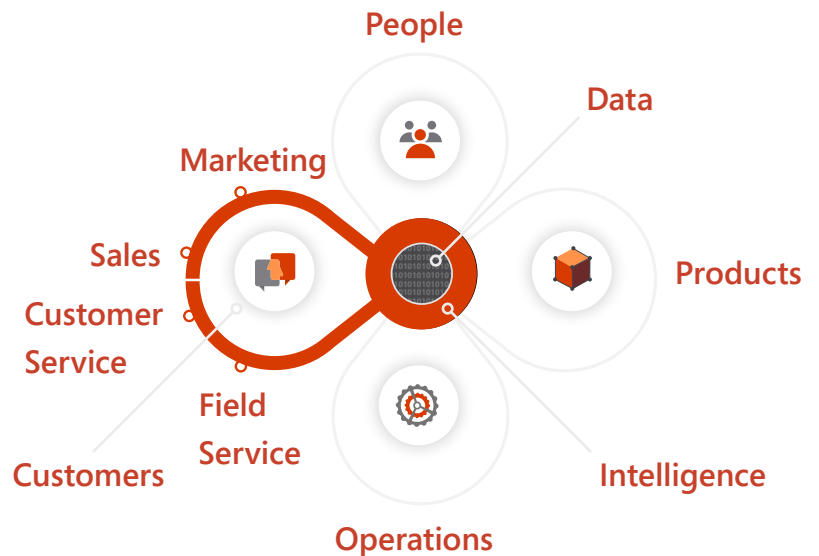 People
Data
Marketing
Sales
Products
Customer
Service
Field
Service
Customers
Intelligence
Operations